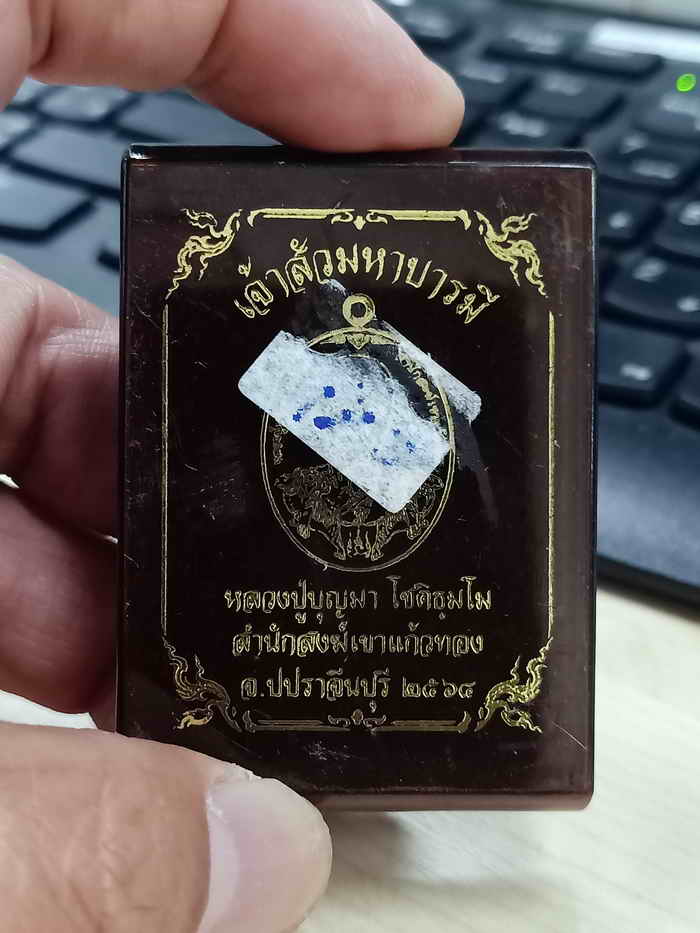 เจ้าสัวมหาบารมี
หลวงปู่บุญมา โชติธมฺโม
สำนักสงฆ์เขาแก้วทอง
จ.ปปราจีนบุรี ๒๕๖๔